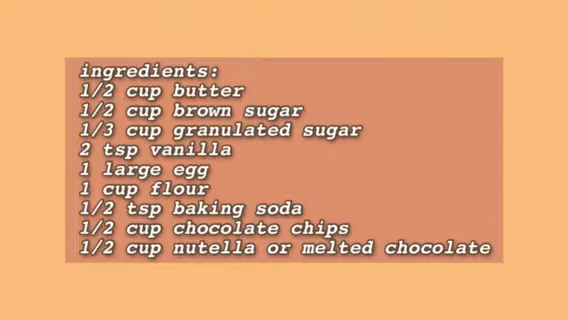 ingredients:
1/2 cup butter
1/2 cup brown sugar
1/3 cup granulated sugar
2 tsp vanilla
1 large egg
1 cup flour
1/2 tsp baking soda
1/2 cup chocolate chips
1/2 cup nutella or melted chocolate